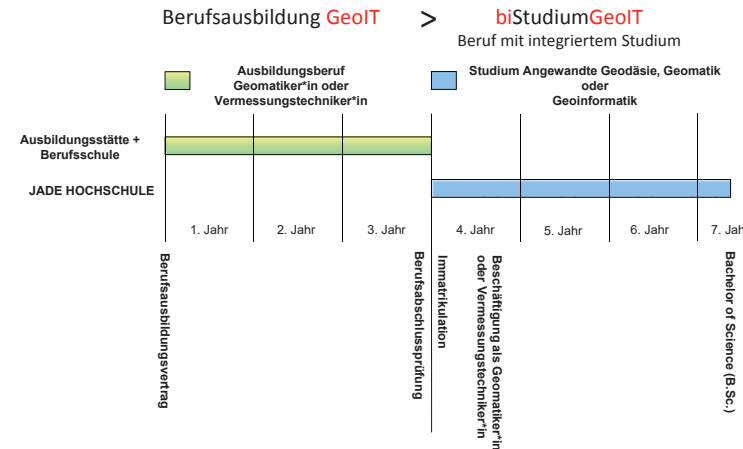 Berufsausbildung GeoIT > biStudiumGeoIT
Beruf mit integriertem Studium
Ausbildungsberuf
Geomatiker*in oder
Vermessungstechniker*in
Studium Angewandte Geodäsie, Geomatik
oder
Geoinformatik
Ausbildungsstätte +
Berufsschule
JADE HOCHSCHULE
1. Jahr
2. Jahr
3. Jahr
4. Jahr
5. Jahr
6. Jahr
7. Jah
Berufsausbildungsvertrag
Berufsabschlussprüfung
Immatrikulation
Beschäftigung als Geomatiker*in
oder Vermessungstechniker*in
Bachelor of Science (B.Sc.)